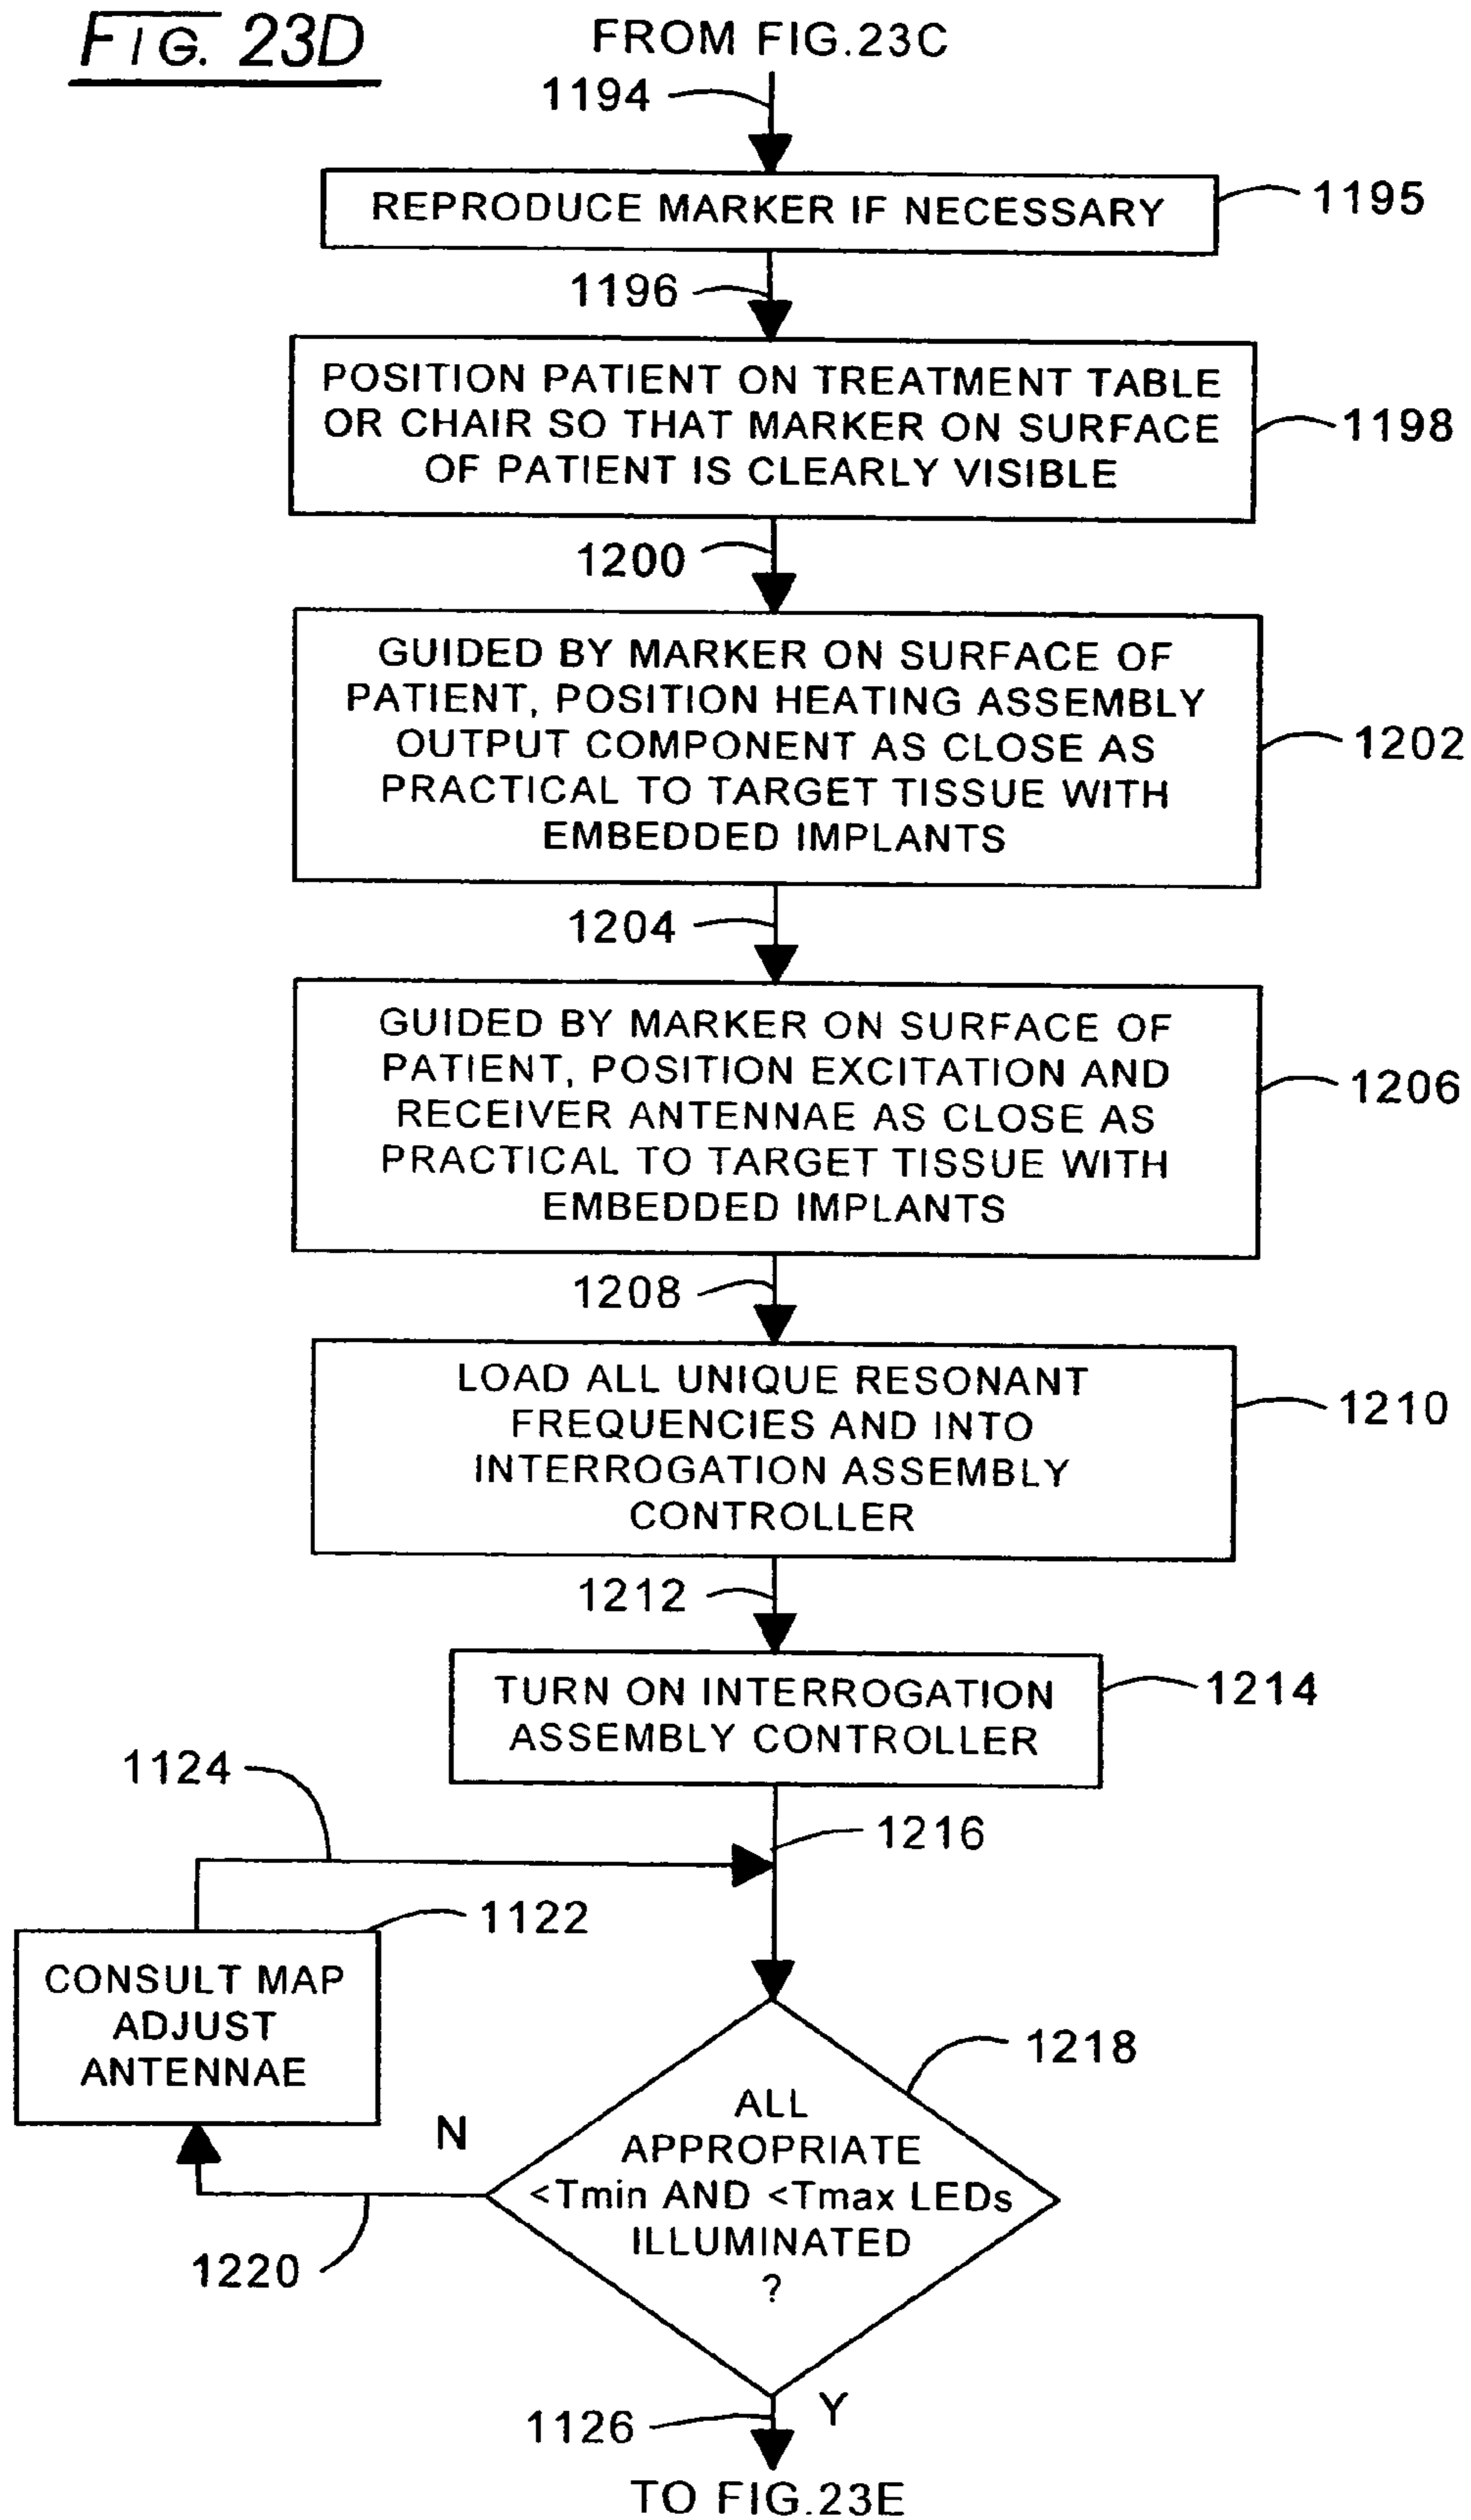 FIG. 23D
FROM FIG.23C
1194
REPRODUCE MARKER IF NECESSARY
1195
1196
POSITION PATIENT ON TREATMENT TABLE
OR CHAIR SO THAT MARKER ON SURFACE
OF PATIENT IS CLEARLY VISIBLE
1198
1200
GUIDED BY MARKER ON SURFACE OF
PATIENT, POSITION HEATING ASSEMBLY
OUTPUT COMPONENT AS CLOSE AS
PRACTICAL TO TARGET TISSUE WITH
EMBEDDED IMPLANTS
1202
1204
GUIDED BY MARKER ON SURFACE OF
PATIENT, POSITION EXCITATION AND
RECEIVER ANTENNAE AS CLOSE AS
PRACTICAL TO TARGET TISSUE WITH
EMBEDDED IMPLANTS
1206
1208
LOAD ALL UNIQUE RESONANT
FREQUENCIES AND INTO
INTERROGATION ASSEMBLY
CONTROLLER
1210
1212
TURN ON INTERROGATION
ASSEMBLY CONTROLLER
1214
1124
1216
1122
CONSULT MAP
ADJUST
ANTENNAE
1218
N
ALL
APPROPRIATE
<Tmin AND <Tmax LEDs
ILLUMINATED
?
1220
1126
Y
TO FIG.23E